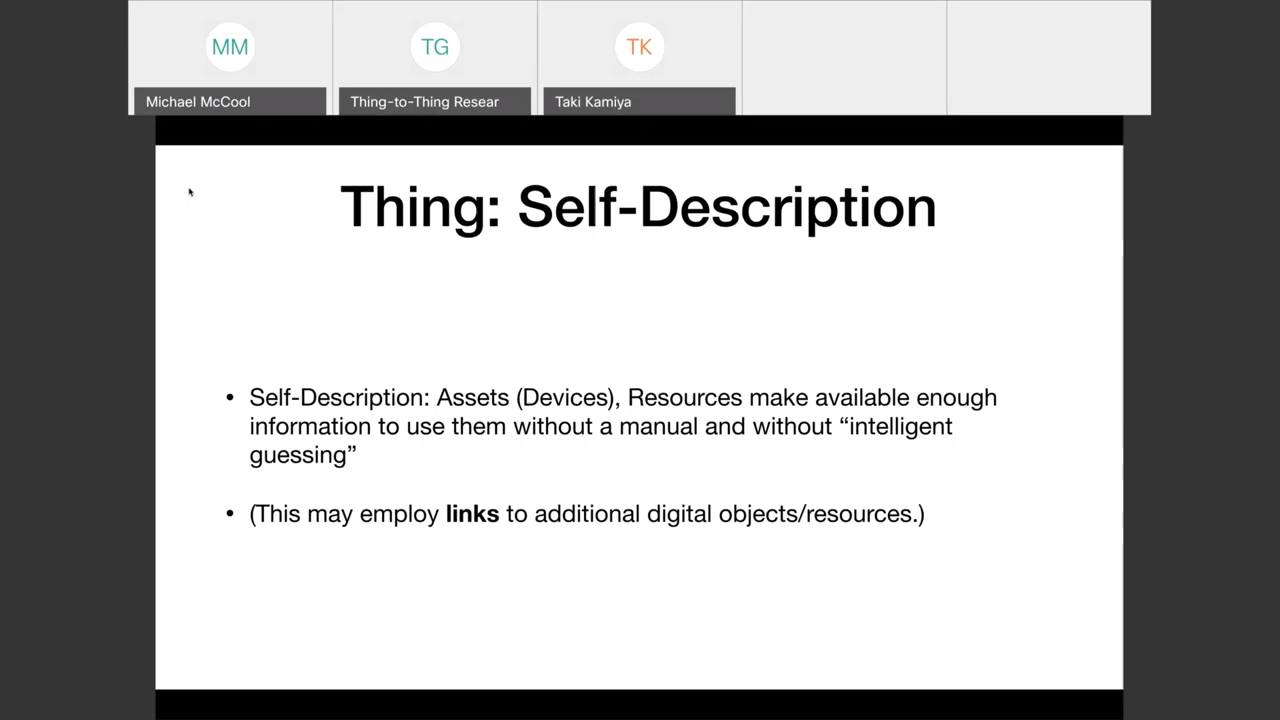 MM
TG
TK
Michael McCool
Thing-to-Thing Resear
Taki Kamiya
Thing: Self-Description
• Self-Description: Assets (Devices), Resources make available enough
information to use them without a manual and without “intelligent
guessing”
• (This may employ links to additional digital objects/resources.)